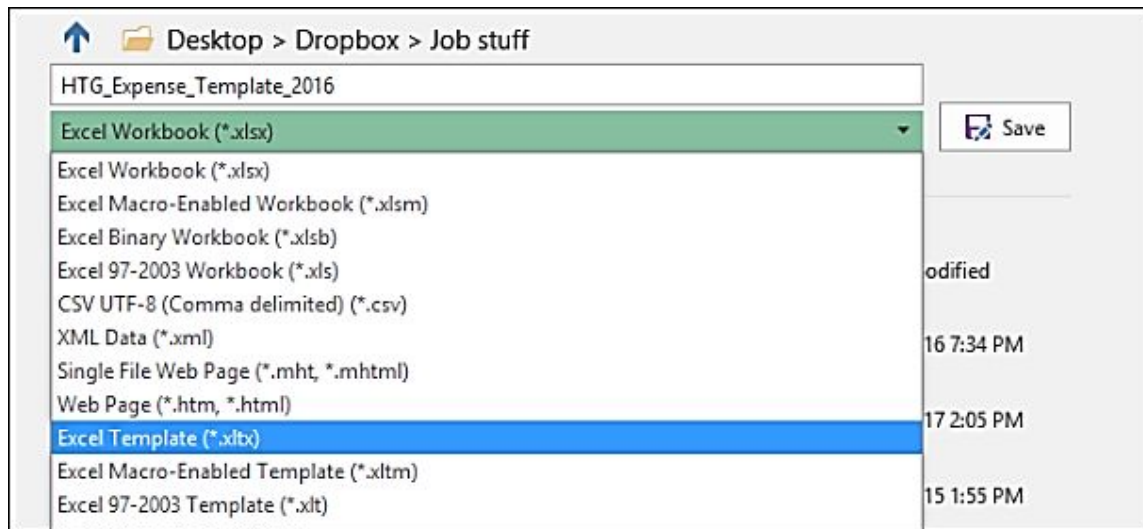 Desktop > Dropbox > Job stuff
HTG_Expense_Template_2016
Excel Workbook (*.xlsx)
Save
Excel Workbook (*.xlsx)
Excel Macro-Enabled Workbook (*.xlsm)
Excel Binary Workbook (*.xlsb)
Excel 97-2003 Workbook (*.xls)
odified
CSV UTF-8 (Comma delimited) (*.csv)
XML Data (*.xml)
16 7:34 PM
Single File Web Page (*.mht, *.mhtml)
Web Page (*.htm, *.html)
17 2:05 PM
Excel Template (*.xltx)
Excel Macro-Enabled Template (*.xltm)
Excel 97-2003 Template (*.xlt)
15 1:55 PM